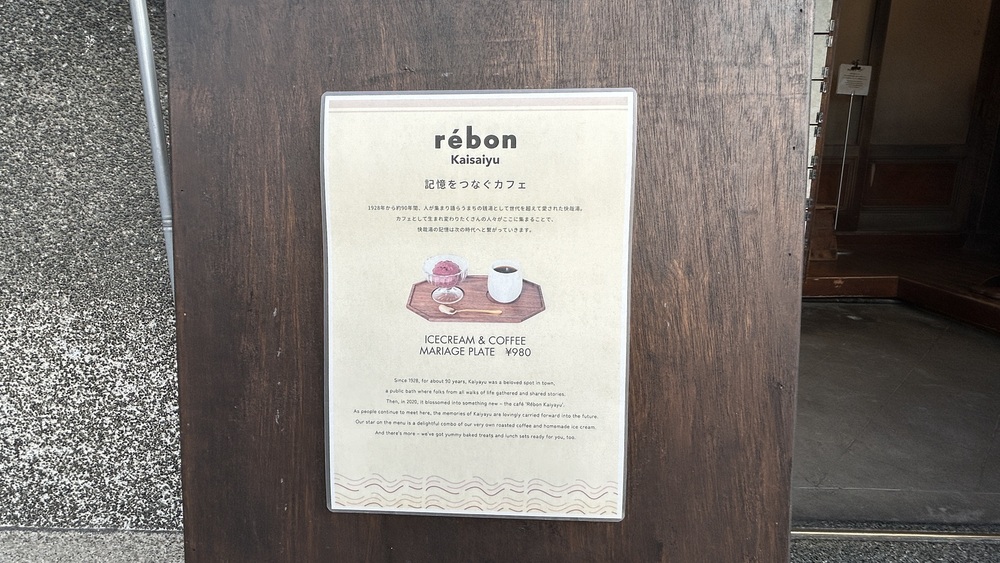 rébon
Kaisaiyu
記憶をつなぐカフェ
1928年から約90年間、人が集まり語らうまちの銭湯として世代を超えて愛された快哉湯。
カフェとして生まれ変わりたくさんの人々がここに集まることで、
快哉湯の記憶は次の時代へと繋がっていきます。
ICECREAM & COFFEE
MARIAGE PLATE ¥980
Since 1928, for about 90 years, Kaiyayu was a beloved spot in town,
a public bath where folks from all walks of life gathered and shared stories.
Then, in 2020, it blossomed into something new – the café 'Rébon Kaiyayu'.
As people continue to meet here, the memories of Kaiyayu are lovingly carried forward into the future.
Our star on the menu is a delightful combo of our very own roasted coffee and homemade ice cream.
And there's more – we've got yummy baked treats and lunch sets ready for you, too.